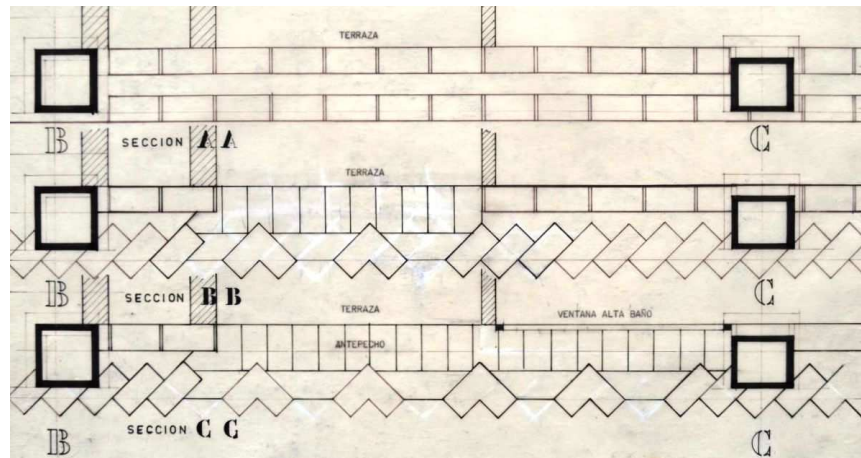 TERRAZA
B SECCION A A C
TERRAZA
B SECCION B B C
TERRAZA VENTANA ALTA BAÑO
ANTEPECHO
B SECCION C C C